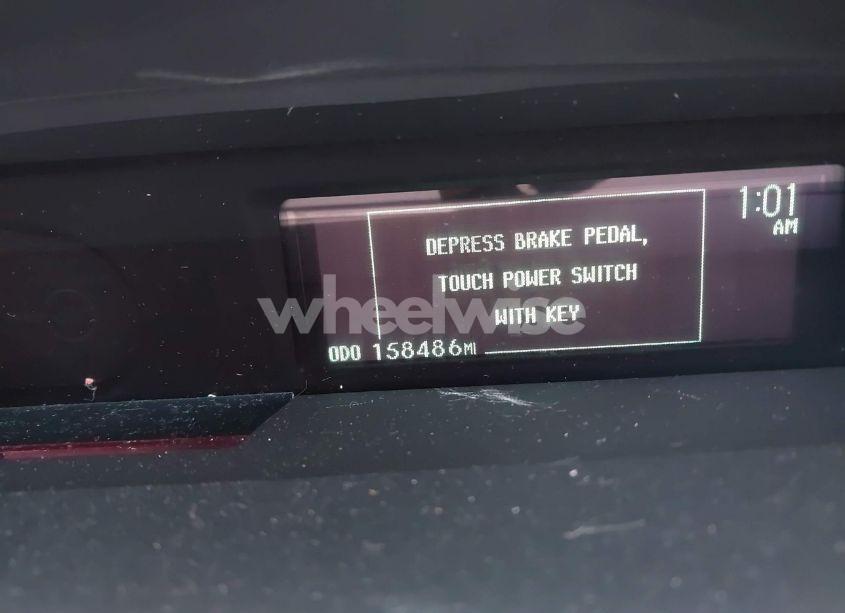 1:01
AM
DEPRESS BRAKE PEDAL,
TOUCH POWER SWITCH
WITH KEY
wheelwise
ODO 158486MI